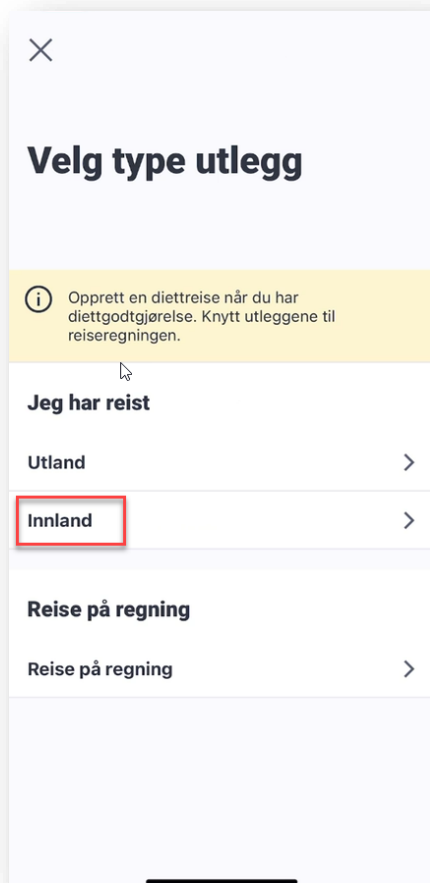 Velg type utlegg
Opprett en diettreise når du har
diettgodtgjørelse. Knytt utleggene til
reiseregningen.
Jeg har reist
Utland
Innland
Reise på regning
Reise på regning